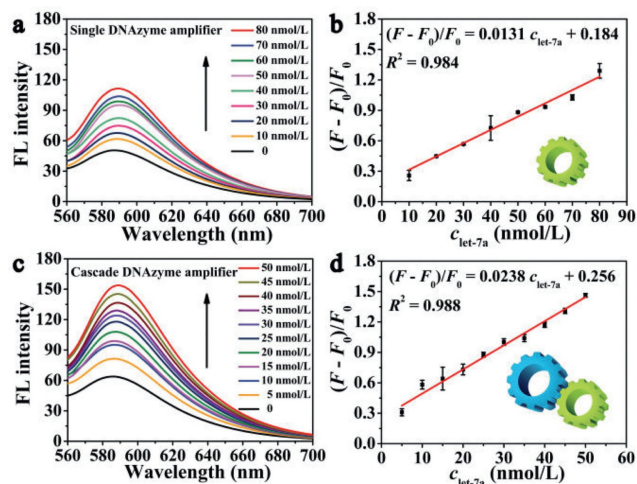 a
Single DNAzyme amplifier
80 nmol/L
70 nmol/L
60 nmol/L
50 nmol/L
40 nmol/L
30 nmol/L
20 nmol/L
10 nmol/L
0
FL intensity
180
150
120
90
60
30
0
560 580 600 620 640 660 680 700
Wavelength (nm)
b
(F - F0)/F0 = 0.0131 clet-7a + 0.184
R2 = 0.984
(F - F0)/F0
1.8
1.5
1.2
0.9
0.6
0.3
0.0
0 20 40 60 80 100
clet-7a (nmol/L)
c
Cascade DNAzyme amplifier
50 nmol/L
45 nmol/L
40 nmol/L
35 nmol/L
30 nmol/L
25 nmol/L
20 nmol/L
15 nmol/L
10 nmol/L
5 nmol/L
0
FL intensity
180
150
120
90
60
30
0
560 580 600 620 640 660 680 700
Wavelength (nm)
d
(F - F0)/F0 = 0.0238 clet-7a + 0.256
R2 = 0.988
(F - F0)/F0
1.8
1.5
1.2
0.9
0.6
0.3
0.0
0 10 20 30 40 50 60
clet-7a (nmol/L)